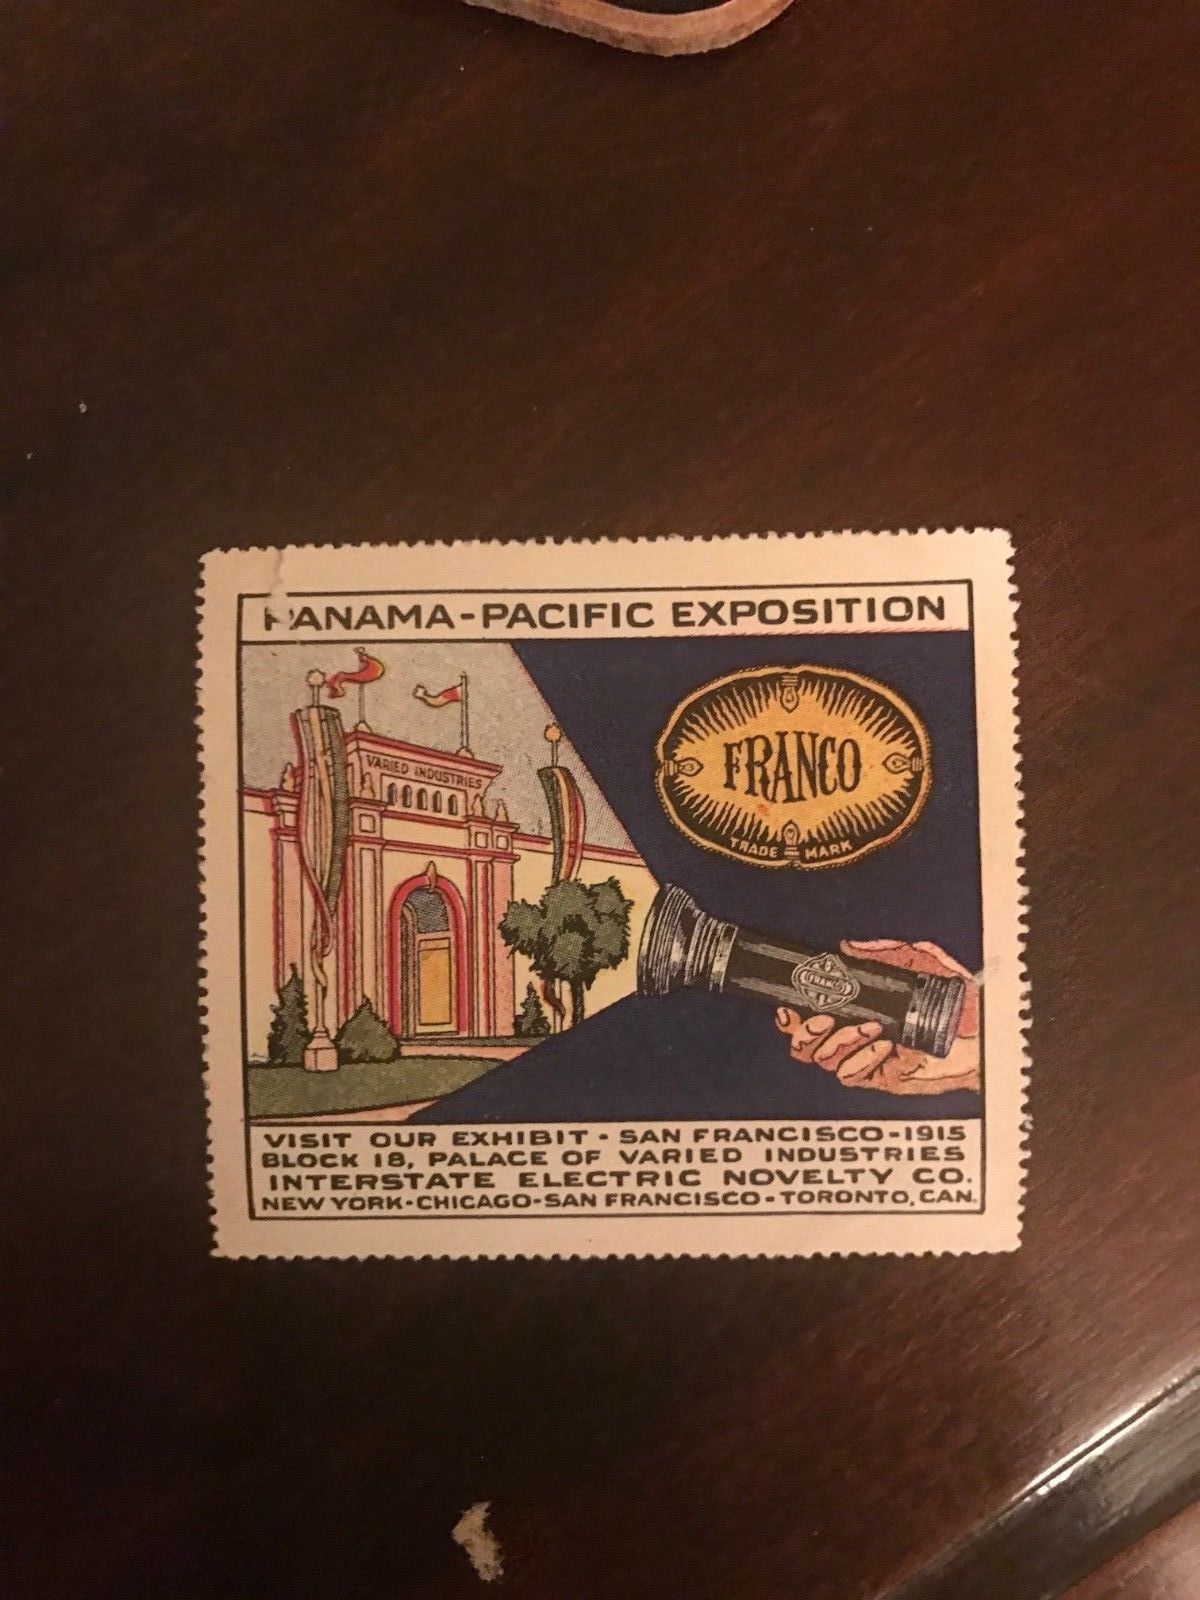 PANAMA-PACIFIC EXPOSITION
VARIED INDUSTRIES
FRANCO
TRADE MARK
FRANCO
VISIT OUR EXHIBIT - SAN FRANCISCO - 1915
BLOCK 18, PALACE OF VARIED INDUSTRIES
INTERSTATE ELECTRIC NOVELTY CO.
NEW YORK-CHICAGO-SAN FRANCISCO-TORONTO, CAN.